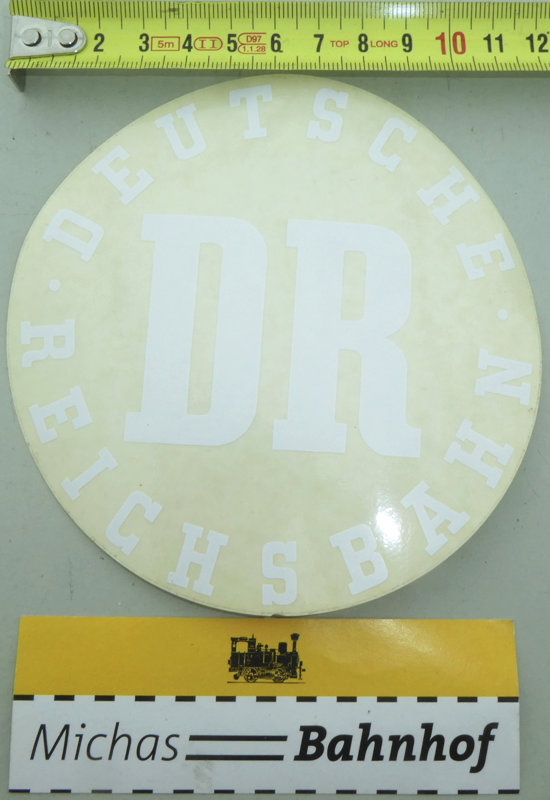 2 3 5m 4 II 5 D97 1.1.28 6 7 TOP 8 LONG 9 10 11 12
DEUTSCHE
DR
· REICHSBAHN ·
Michas Bahnhof